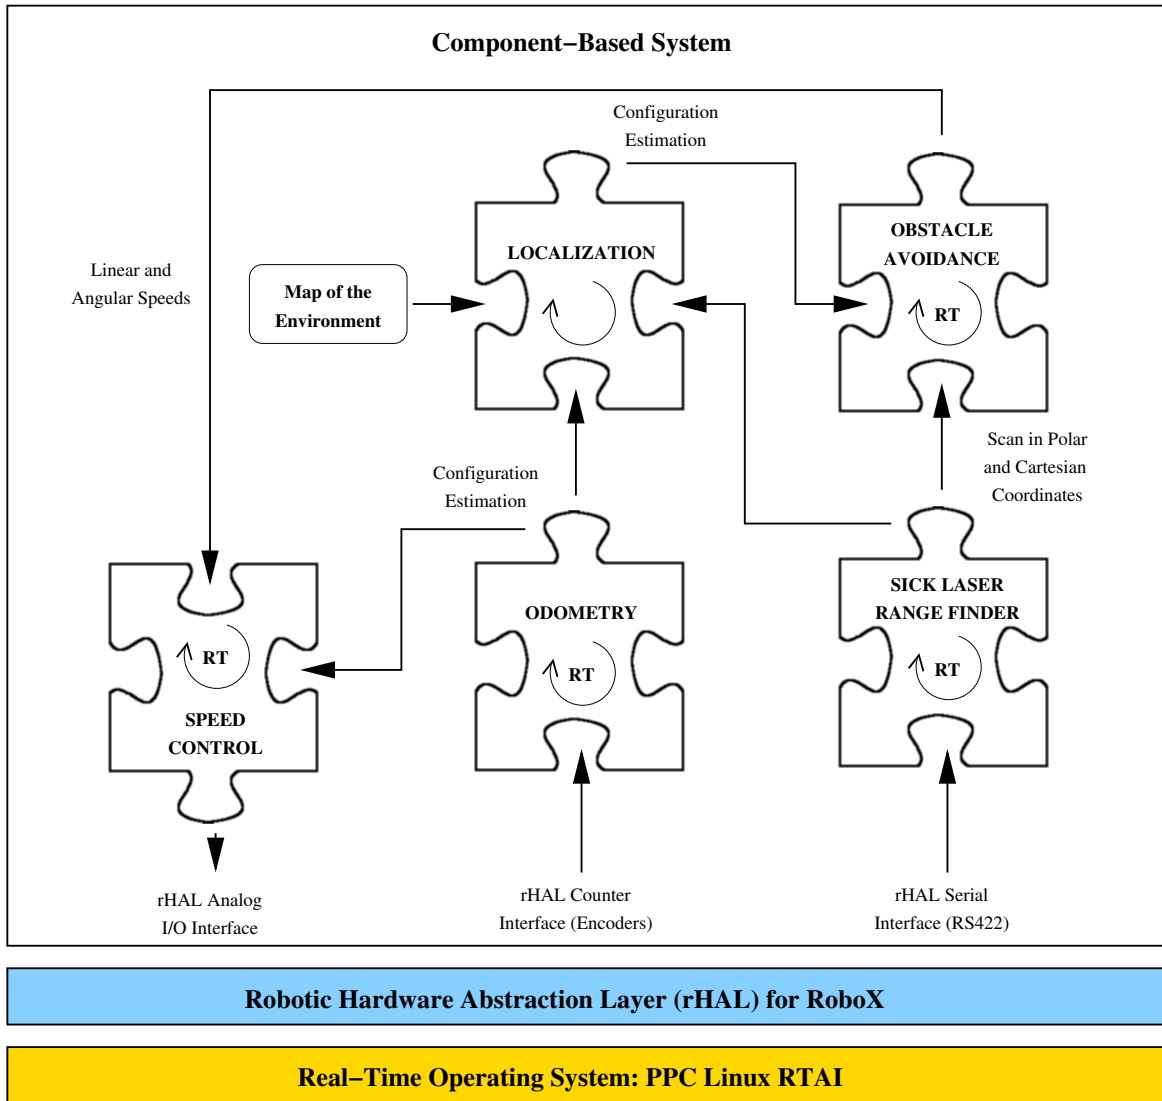 Component−Based System
Configuration
Estimation
Linear and
Angular Speeds
Map of the
Environment
LOCALIZATION
OBSTACLE
AVOIDANCE
RT
Configuration
Estimation
Scan in Polar
and Cartesian
Coordinates
RT
SPEED
CONTROL
ODOMETRY
RT
SICK LASER
RANGE FINDER
RT
rHAL Analog
I/O Interface
rHAL Counter
Interface (Encoders)
rHAL Serial
Interface (RS422)
Robotic Hardware Abstraction Layer (rHAL) for RoboX
Real−Time Operating System: PPC Linux RTAI